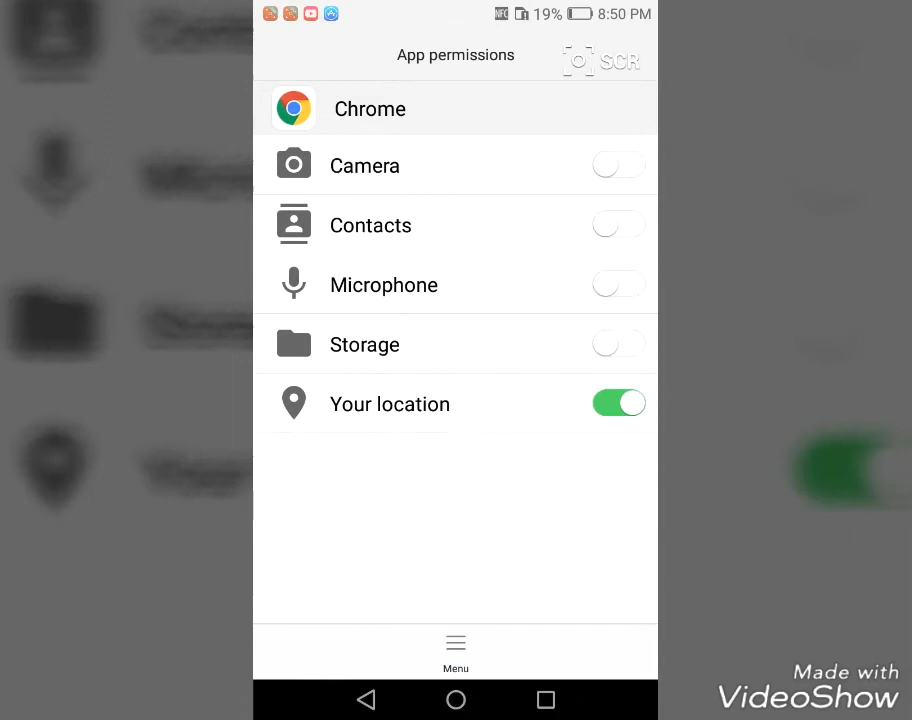 19% 8:50 PM
App permissions
SCR
Chrome
Camera
Contacts
Microphone
Storage
Your location
Menu
Made with
VideoShow